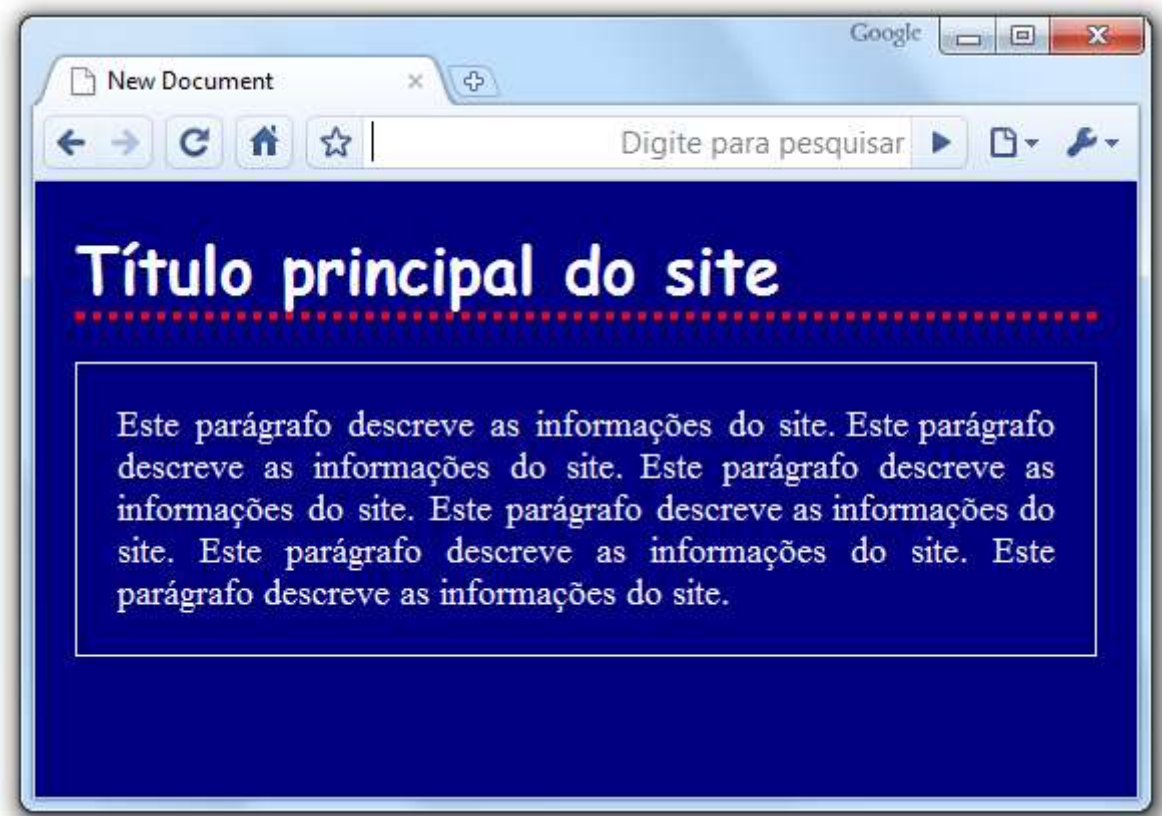 Google
New Document
Digite para pesquisar
Título principal do site
Este parágrafo descreve as informações do site. Este parágrafo
descreve as informações do site. Este parágrafo descreve as
informações do site. Este parágrafo descreve as informações do
site. Este parágrafo descreve as informações do site. Este
parágrafo descreve as informações do site.